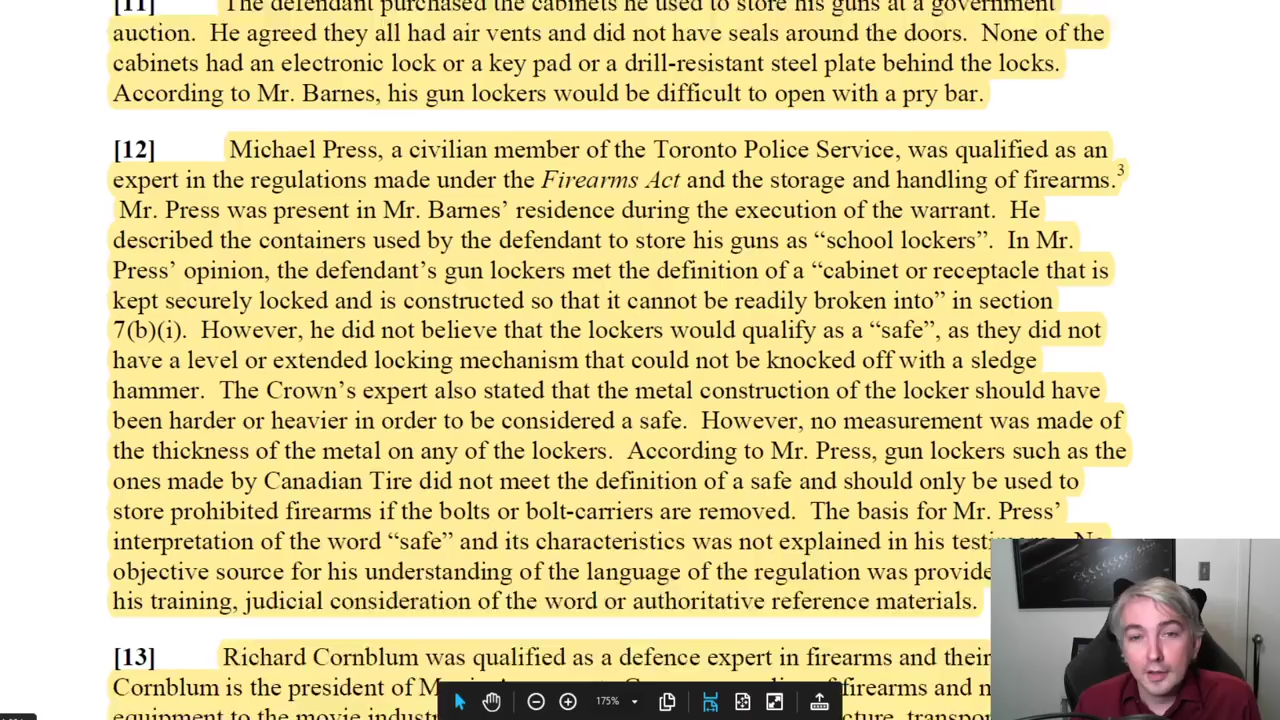 [11] The defendant purchased the cabinets he used to store his guns at a government
auction. He agreed they all had air vents and did not have seals around the doors. None of the
cabinets had an electronic lock or a key pad or a drill-resistant steel plate behind the locks.
According to Mr. Barnes, his gun lockers would be difficult to open with a pry bar.
[12] Michael Press, a civilian member of the Toronto Police Service, was qualified as an
expert in the regulations made under the Firearms Act and the storage and handling of firearms.3
Mr. Press was present in Mr. Barnes’ residence during the execution of the warrant. He
described the containers used by the defendant to store his guns as “school lockers”. In Mr.
Press’ opinion, the defendant’s gun lockers met the definition of a “cabinet or receptacle that is
kept securely locked and is constructed so that it cannot be readily broken into” in section
7(b)(i). However, he did not believe that the lockers would qualify as a “safe”, as they did not
have a level or extended locking mechanism that could not be knocked off with a sledge
hammer. The Crown’s expert also stated that the metal construction of the locker should have
been harder or heavier in order to be considered a safe. However, no measurement was made of
the thickness of the metal on any of the lockers. According to Mr. Press, gun lockers such as the
ones made by Canadian Tire did not meet the definition of a safe and should only be used to
store prohibited firearms if the bolts or bolt-carriers are removed. The basis for Mr. Press’
interpretation of the word “safe” and its characteristics was not explained in his
objective source for his understanding of the language of the regulation was
his training, judicial consideration of the word or authoritative reference materials.
[13] Richard Cornblum was qualified as a defence expert in firearms and their
Cornblum is the president of firearms and
equipment to the movie
175%